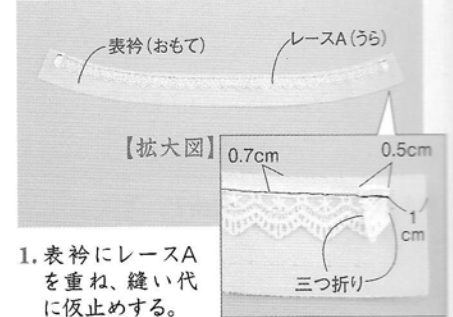 表衿(おもて)
レースA(うら)
【拡大図】
0.7cm
0.5cm
1
cm
三つ折り
1. 表衿にレースA
を重ね、縫い代
に仮止めする。